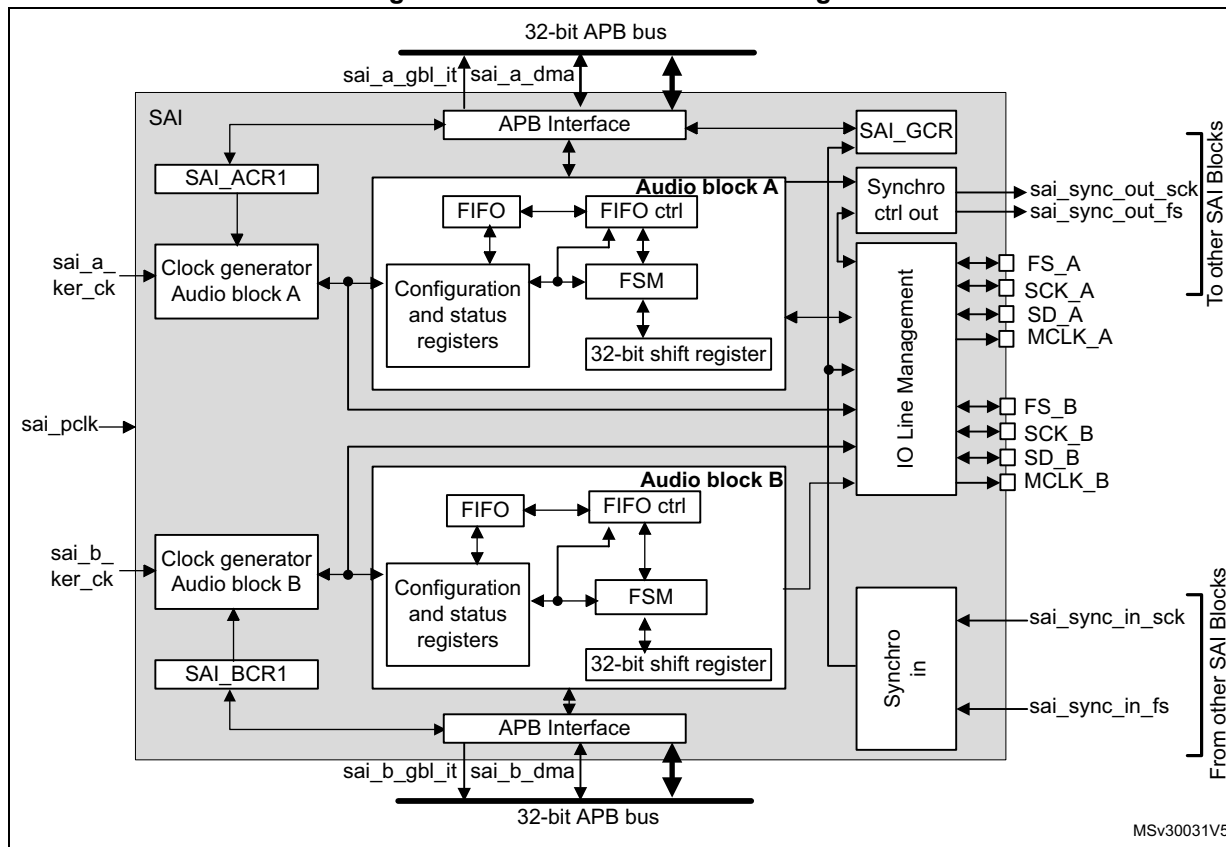 32-bit APB bus
sai_a_gbl_it
sai_a_dma
SAI
APB Interface
SAI_GCR
SAI_ACR1
Audio block A
FIFO
FIFO ctrl
Synchro
ctrl out
sai_sync_out_sck
sai_sync_out_fs
To other SAI Blocks
sai_a_
ker_ck
Clock generator
Audio block A
Configuration
and status
registers
FSM
32-bit shift register
IO Line Management
FS_A
SCK_A
SD_A
MCLK_A
sai_pclk
FS_B
SCK_B
SD_B
MCLK_B
Audio block B
FIFO
FIFO ctrl
sai_b_
ker_ck
Clock generator
Audio block B
Configuration
and status
registers
FSM
32-bit shift register
SAI_BCR1
Synchro
in
sai_sync_in_sck
sai_sync_in_fs
From other SAI Blocks
APB Interface
sai_b_gbl_it
sai_b_dma
32-bit APB bus
MSv30031V5